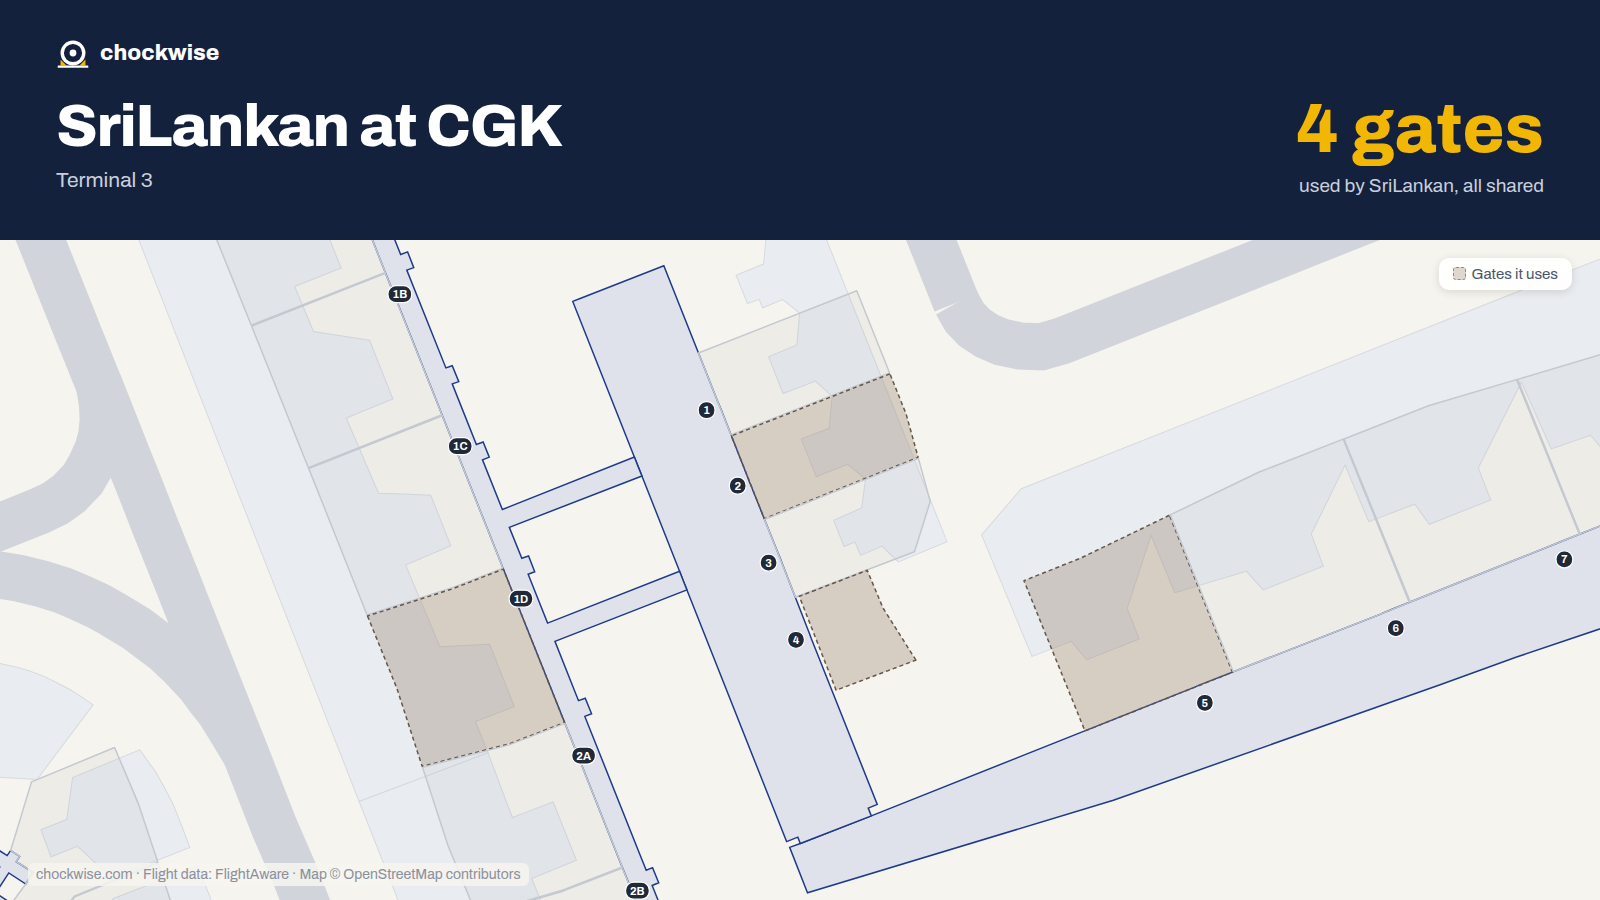 chockwise
SriLankan at CGK
Terminal 3
4 gates
used by SriLankan, all shared
Gates it uses
1B
1C
1D
2A
2B
1
2
3
4
5
6
7
chockwise.com · Flight data: FlightAware · Map © OpenStreetMap contributors